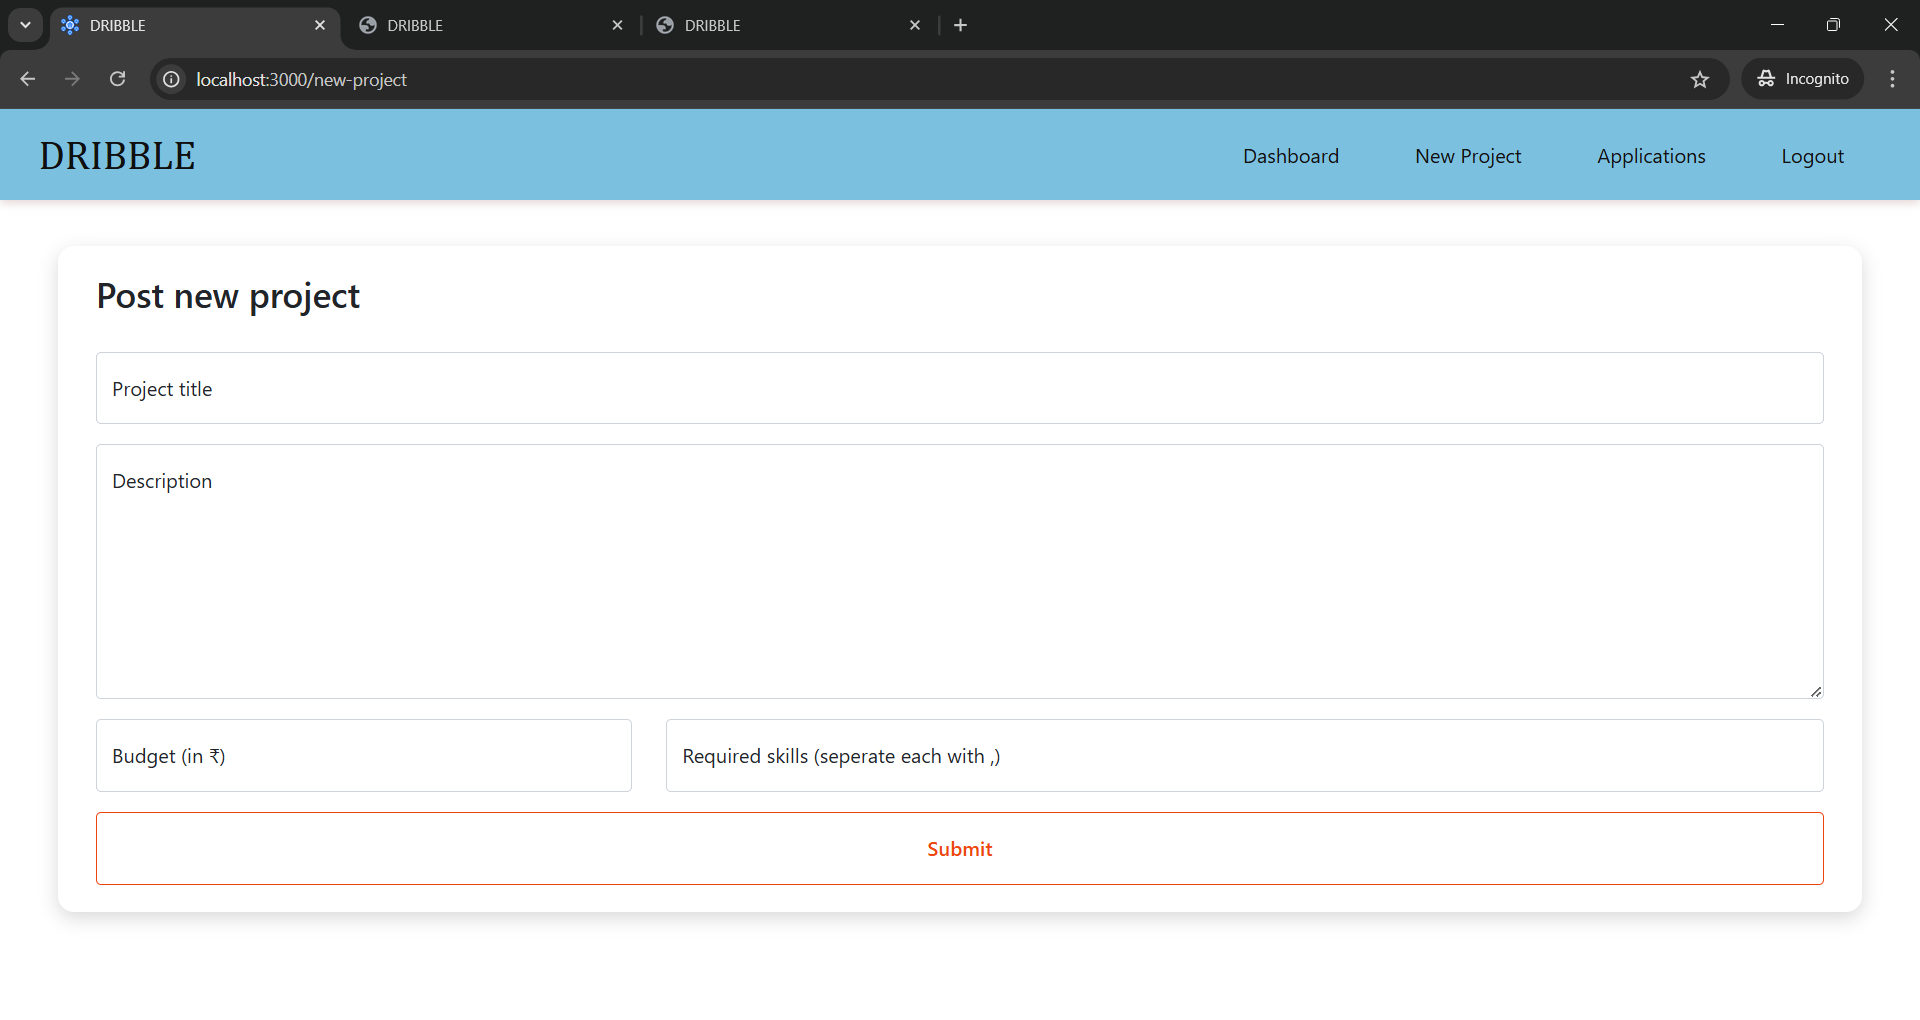 DRIBBLE DRIBBLE DRIBBLE
localhost:3000/new-project Incognito
DRIBBLE Dashboard New Project Applications Logout
Post new project
Project title
Description
Budget (in ₹) Required skills (seperate each with ,)
Submit